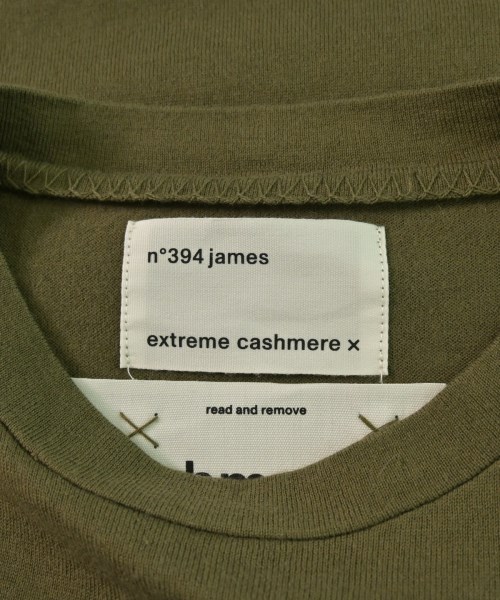 n°394 james
extreme cashmere ×
read and remove